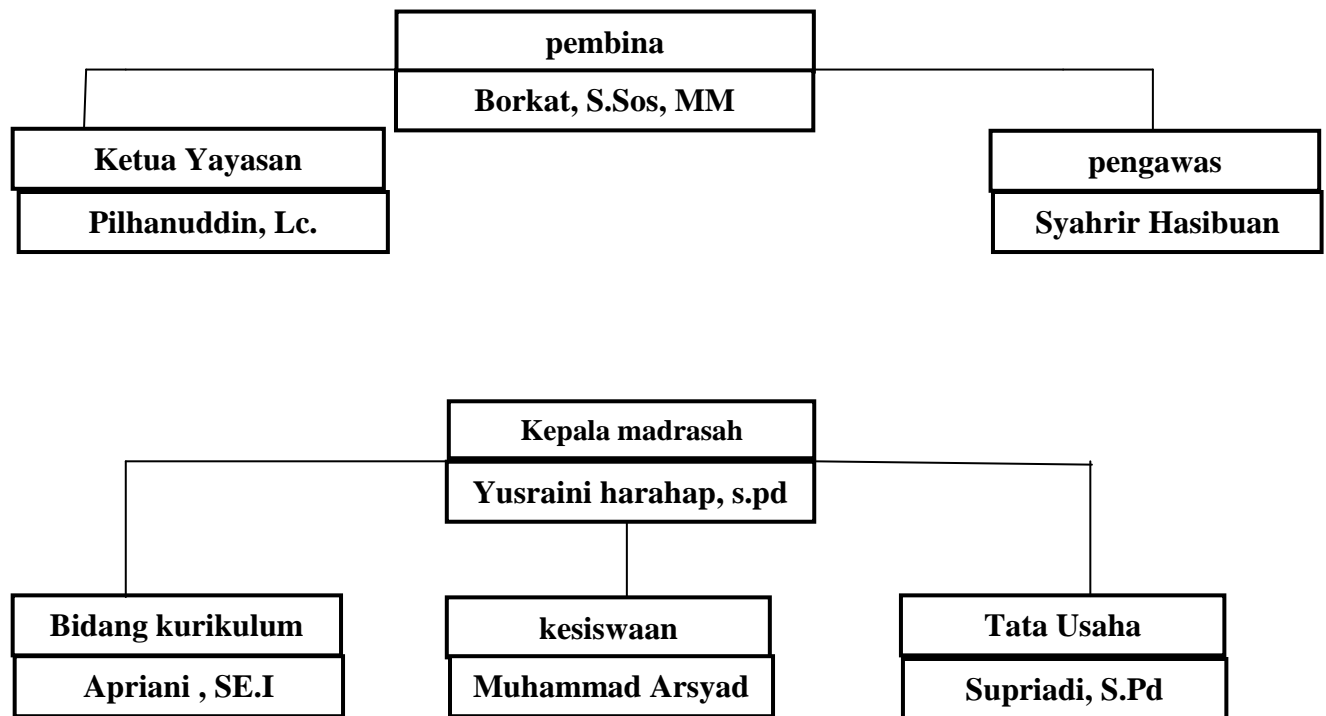 pembina
Borkat, S.Sos, MM
Ketua Yayasan
Pilhanuddin, Lc.
pengawas
Syahrir Hasibuan
Kepala madrasah
Yusraini harahap, s.pd
Bidang kurikulum
Apriani , SE.I
kesiswaan
Muhammad Arsyad
Tata Usaha
Supriadi, S.Pd